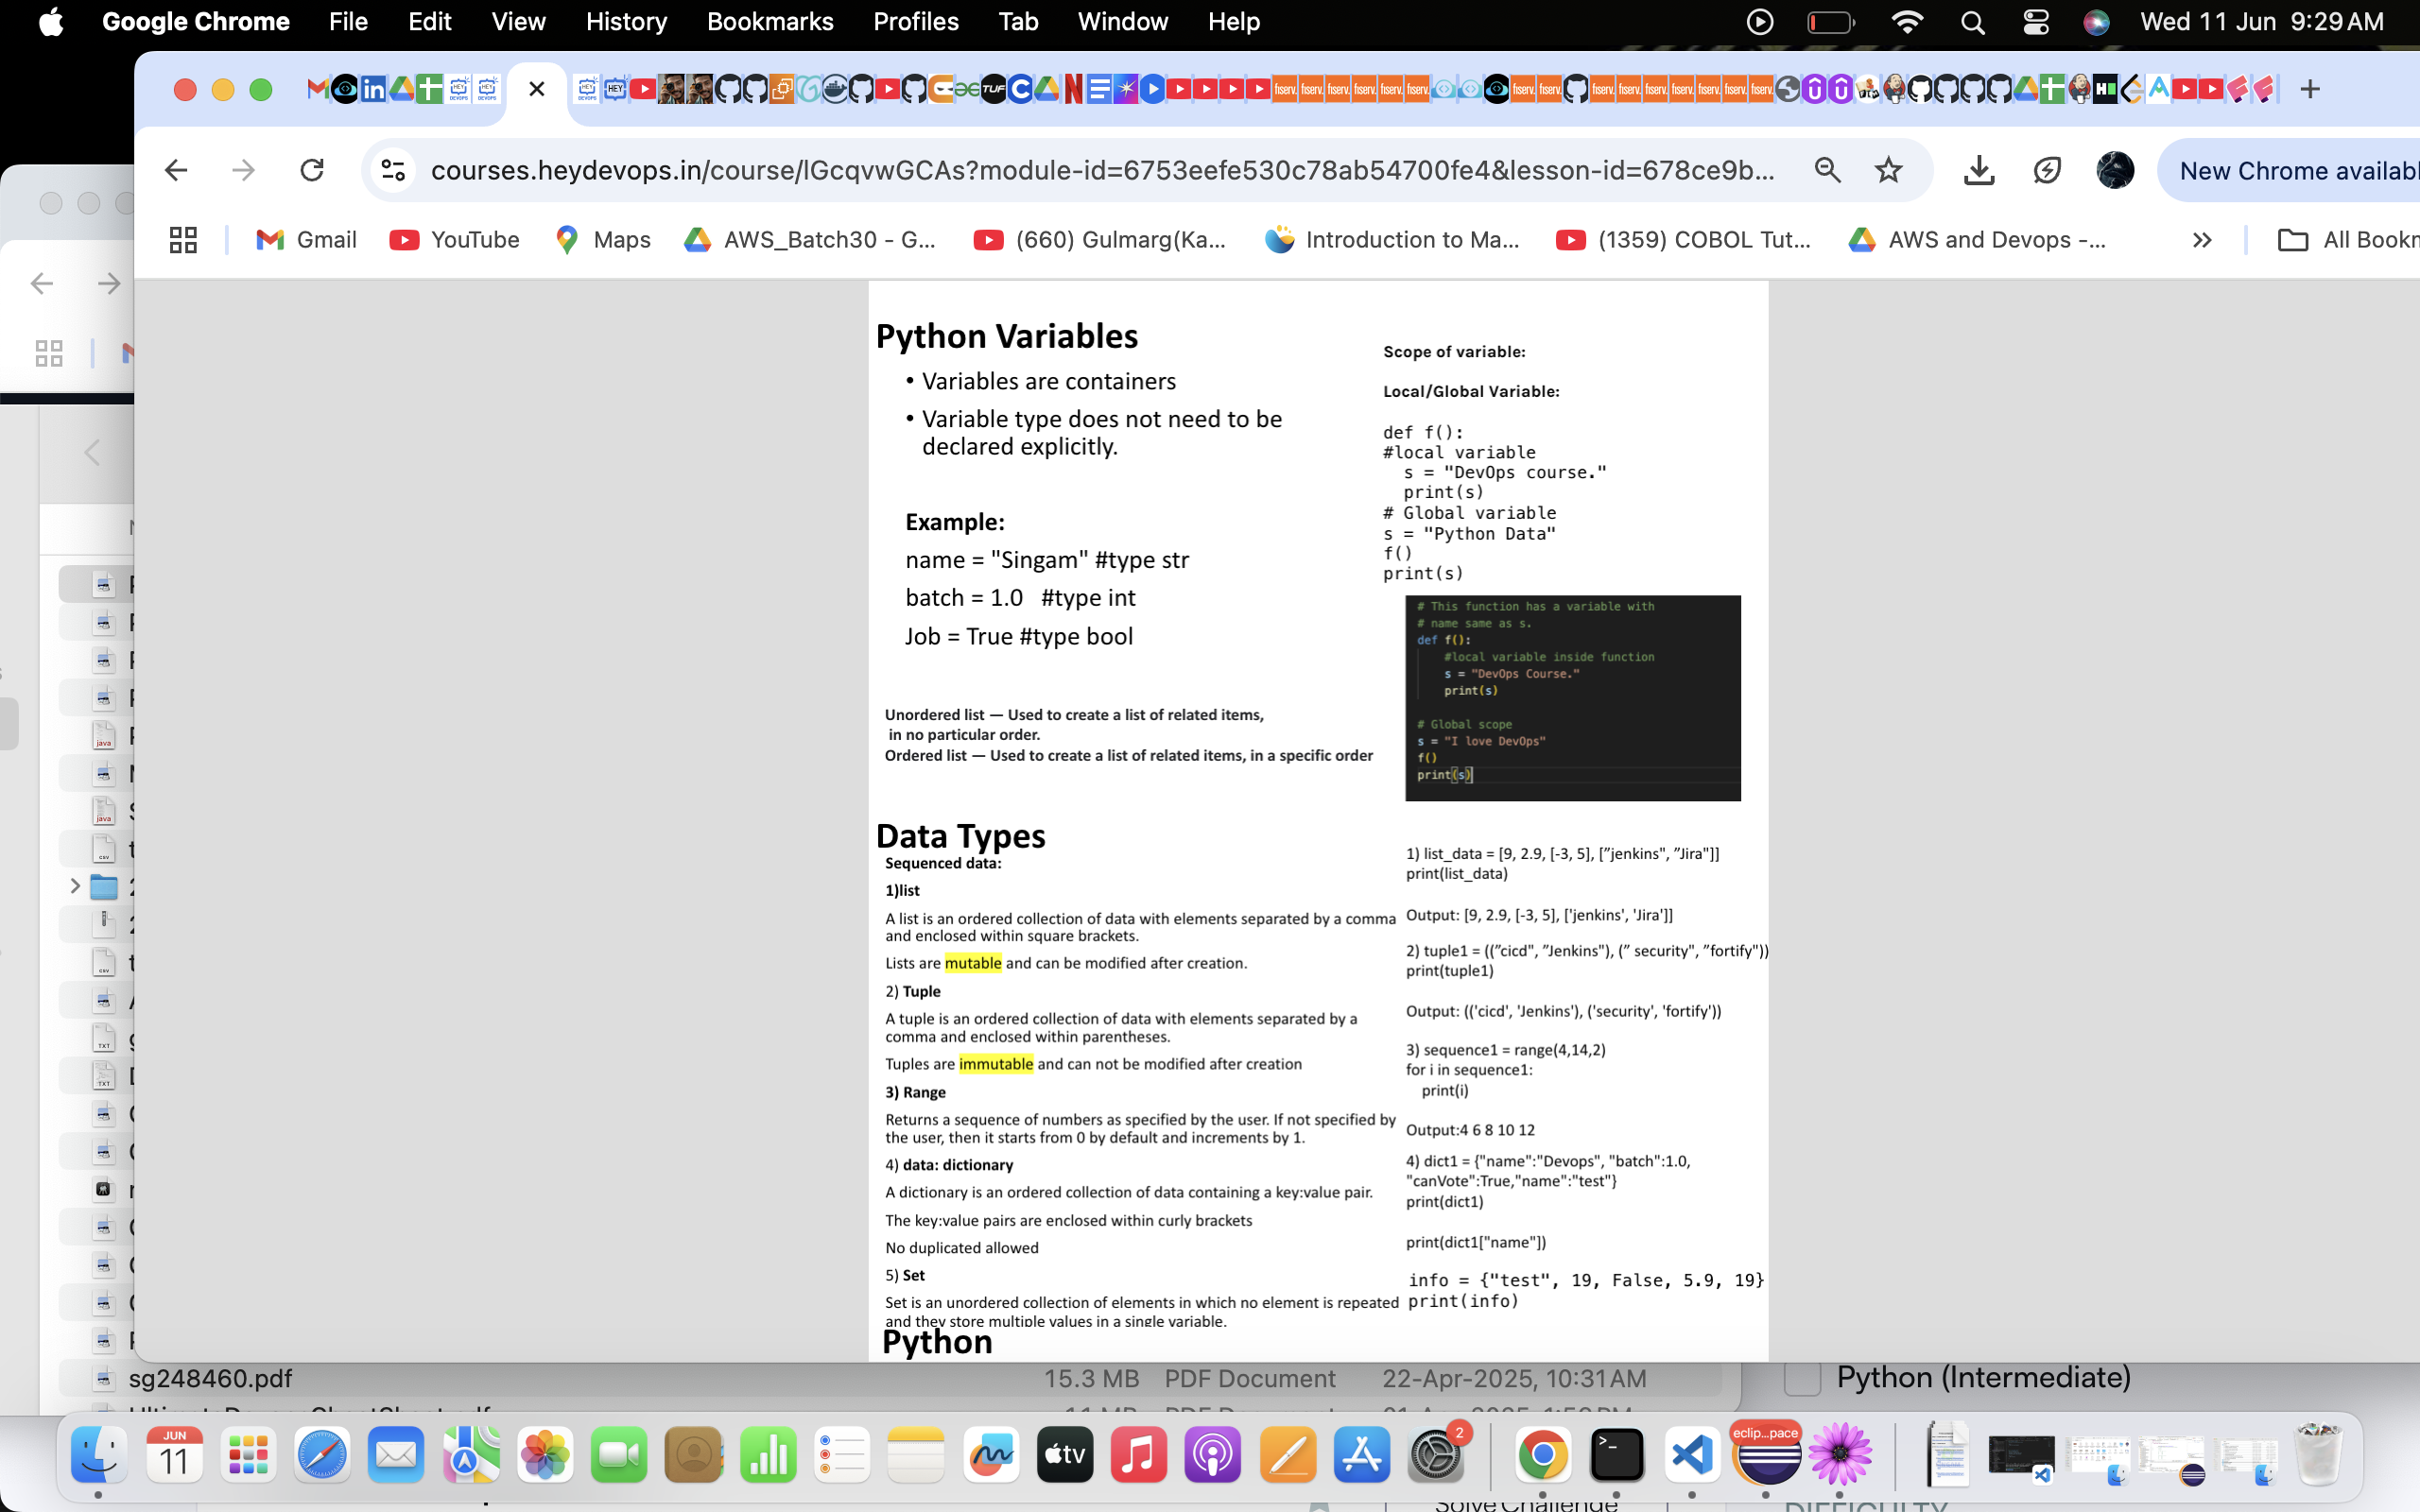 Google Chrome File Edit View History Bookmarks Profiles Tab Window Help Wed 11 Jun 9:29 AM
courses.heydevops.in/course/lGcqvwGCAs?module-id=6753eefe530c78ab54700fe4&lesson-id=678ce9b...
New Chrome availabl
Gmail YouTube Maps AWS_Batch30 - G... (660) Gulmarg(Ka... Introduction to Ma... (1359) COBOL Tut... AWS and Devops -... All Bookm
Python Variables
• Variables are containers
• Variable type does not need to be
declared explicitly.
Example:
name = "Singam" #type str
batch = 1.0 #type int
Job = True #type bool
Unordered list — Used to create a list of related items,
in no particular order.
Ordered list — Used to create a list of related items, in a specific order
Scope of variable:
Local/Global Variable:
def f():
#local variable
s = "DevOps course."
print(s)
# Global variable
s = "Python Data"
f()
print(s)
# This function has a variable with
# name same as s.
def f():
#local variable inside function
s = "DevOps Course."
print(s)
# Global scope
s = "I love DevOps"
f()
print(s)
Data Types
Sequenced data:
1)list
A list is an ordered collection of data with elements separated by a comma
and enclosed within square brackets.
Lists are mutable and can be modified after creation.
2) Tuple
A tuple is an ordered collection of data with elements separated by a
comma and enclosed within parentheses.
Tuples are immutable and can not be modified after creation
3) Range
Returns a sequence of numbers as specified by the user. If not specified by
the user, then it starts from 0 by default and increments by 1.
4) data: dictionary
A dictionary is an ordered collection of data containing a key:value pair.
The key:value pairs are enclosed within curly brackets
No duplicated allowed
5) Set
Set is an unordered collection of elements in which no element is repeated
and they store multiple values in a single variable.
Python
1) list_data = [9, 2.9, [-3, 5], [”jenkins", ”Jira"]]
print(list_data)
Output: [9, 2.9, [-3, 5], ['jenkins', 'Jira']]
2) tuple1 = ((”cicd", ”Jenkins"), (” security", ”fortify"))
print(tuple1)
Output: (('cicd', 'Jenkins'), ('security', 'fortify'))
3) sequence1 = range(4,14,2)
for i in sequence1:
print(i)
Output:4 6 8 10 12
4) dict1 = {"name":"Devops", "batch":1.0,
"canVote":True,"name":"test"}
print(dict1)
print(dict1["name"])
info = {"test", 19, False, 5.9, 19}
print(info)
sg248460.pdf 15.3 MB PDF Document 22-Apr-2025, 10:31 AM
Python (Intermediate)
JUN
11
tv
2
eclip...pace